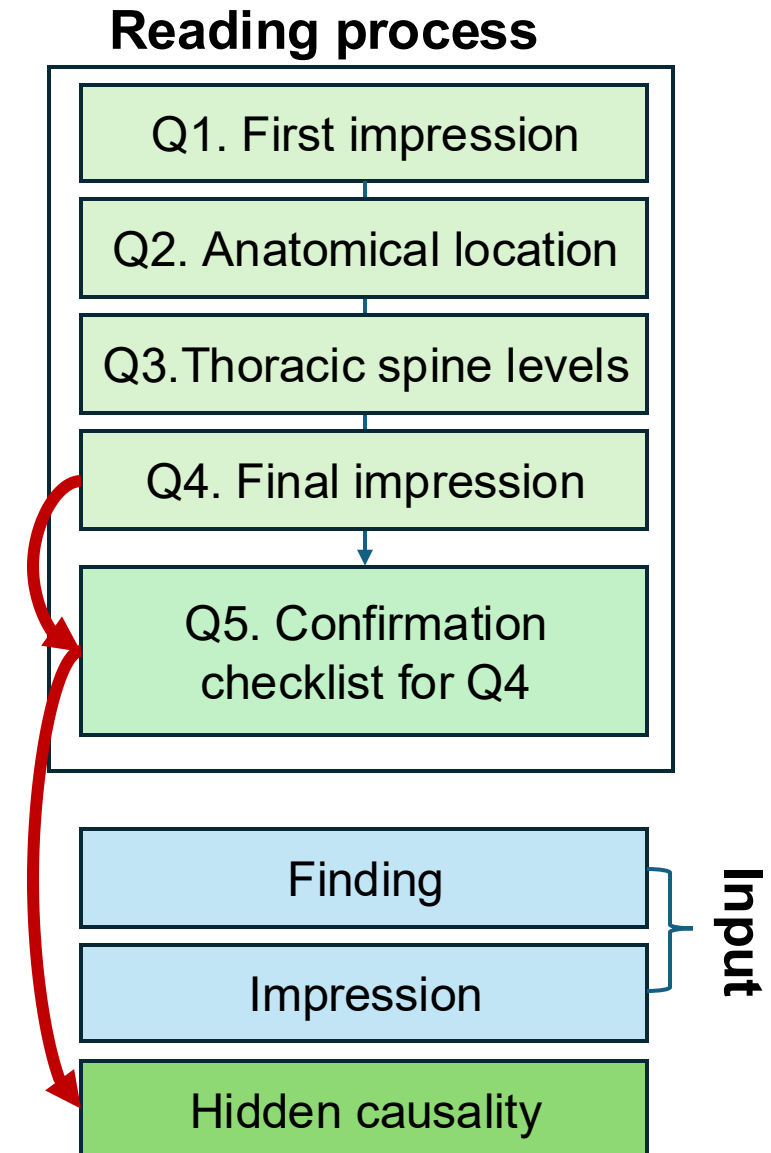 Reading process
Q1. First impression
Q2. Anatomical location
Q3.Thoracic spine levels
Q4. Final impression
Q5. Confirmation
checklist for Q4
Finding
Impression
Input
Hidden causality